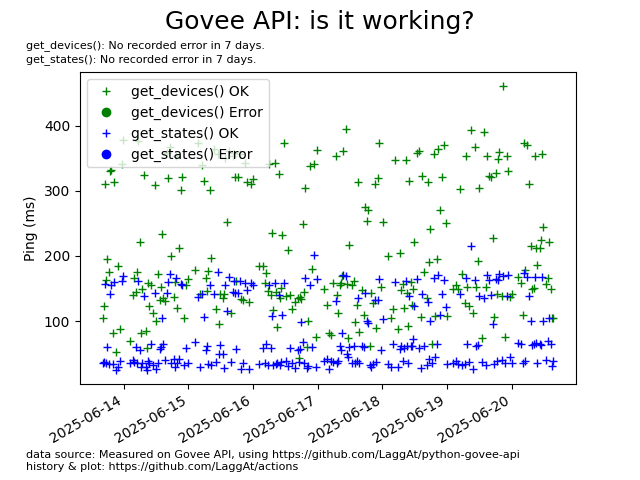 Govee API: is it working?
get_devices(): No recorded error in 7 days.
get_states(): No recorded error in 7 days.
get_devices() OK
get_devices() Error
get_states() OK
get_states() Error
Ping (ms)
400
300
200
100
2025-06-14
2025-06-15
2025-06-16
2025-06-17
2025-06-18
2025-06-19
2025-06-20
data source: Measured on Govee API, using https://github.com/LaggAt/python-govee-api
history & plot: https://github.com/LaggAt/actions